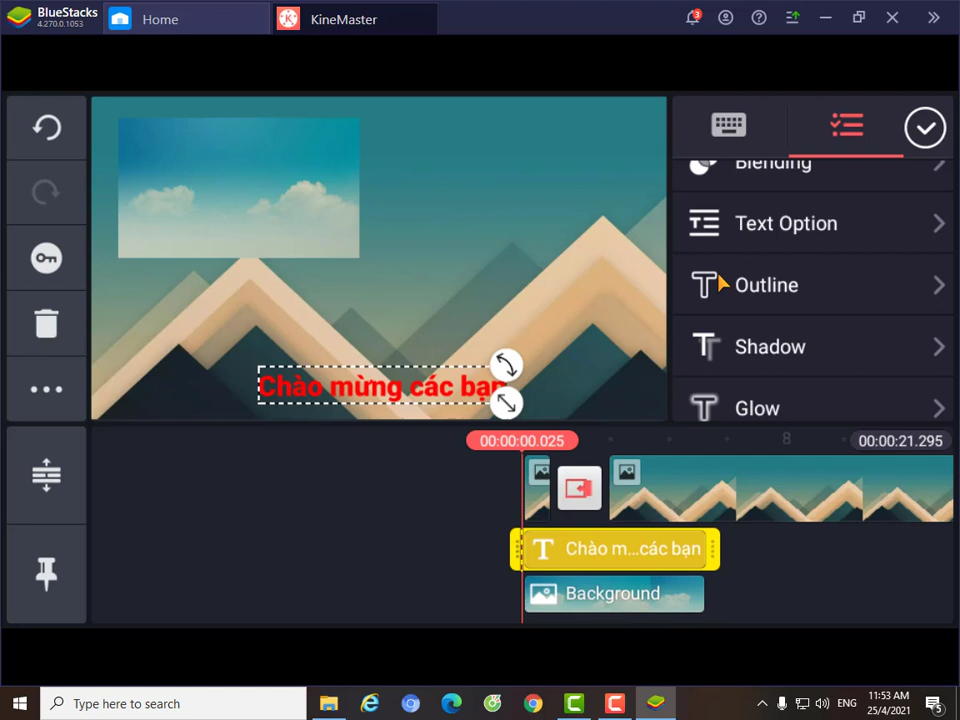 BlueStacks
4.270.0.1053
Home
KineMaster
3
Blending
Text Option
Outline
Shadow
Glow
Chào mừng các bạn
00:00:00.025
8
00:00:21.295
Chào m...các bạn
Background
Type here to search
ENG
11:53 AM
25/4/2021
5